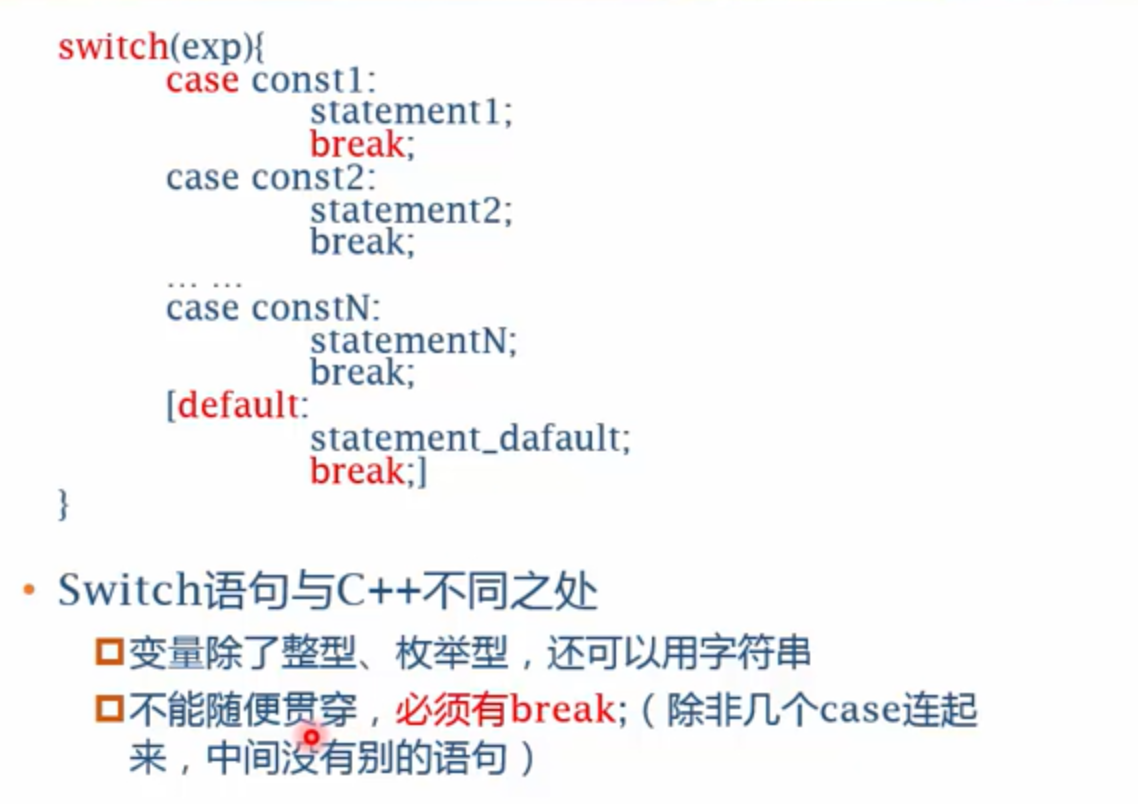 switch(exp){
case const1:
statement1;
break;
case const2:
statement2;
break;
... ...
case constN:
statementN;
break;
[default:
statement_dafault;
break;]
}
• Switch语句与C++不同之处
变量除了整型、枚举型，还可以用字符串
不能随便贯穿，必须有break;（除非几个case连起
来，中间没有别的语句）